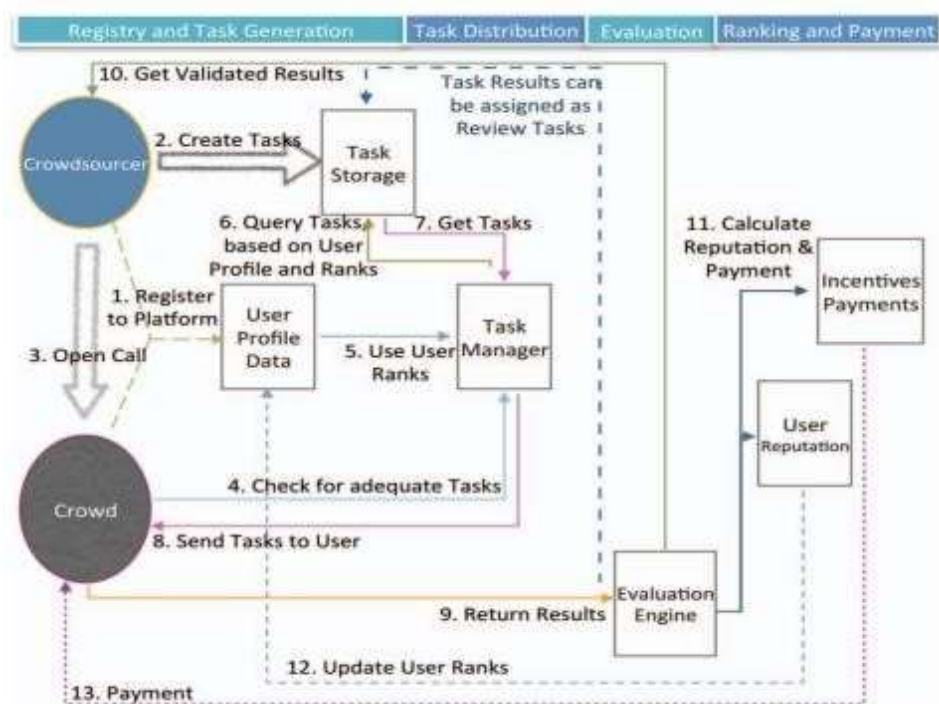 Registry and Task Generation
Task Distribution
Evaluation
Ranking and Payment
10. Get Validated Results
Task Results can
be assigned as
Review Tasks
Crowdsourcer
2. Create Tasks
Task
Storage
6. Query Tasks
based on User
Profile and Ranks
7. Get Tasks
11. Calculate
Reputation &
Payment
Incentives
Payments
1. Register
to Platform
User
Profile
Data
Task
Manager
3. Open Call
5. Use User
Ranks
User
Reputation
4. Check for adequate Tasks
Crowd
8. Send Tasks to User
Evaluation
Engine
9. Return Results
12. Update User Ranks
13. Payment